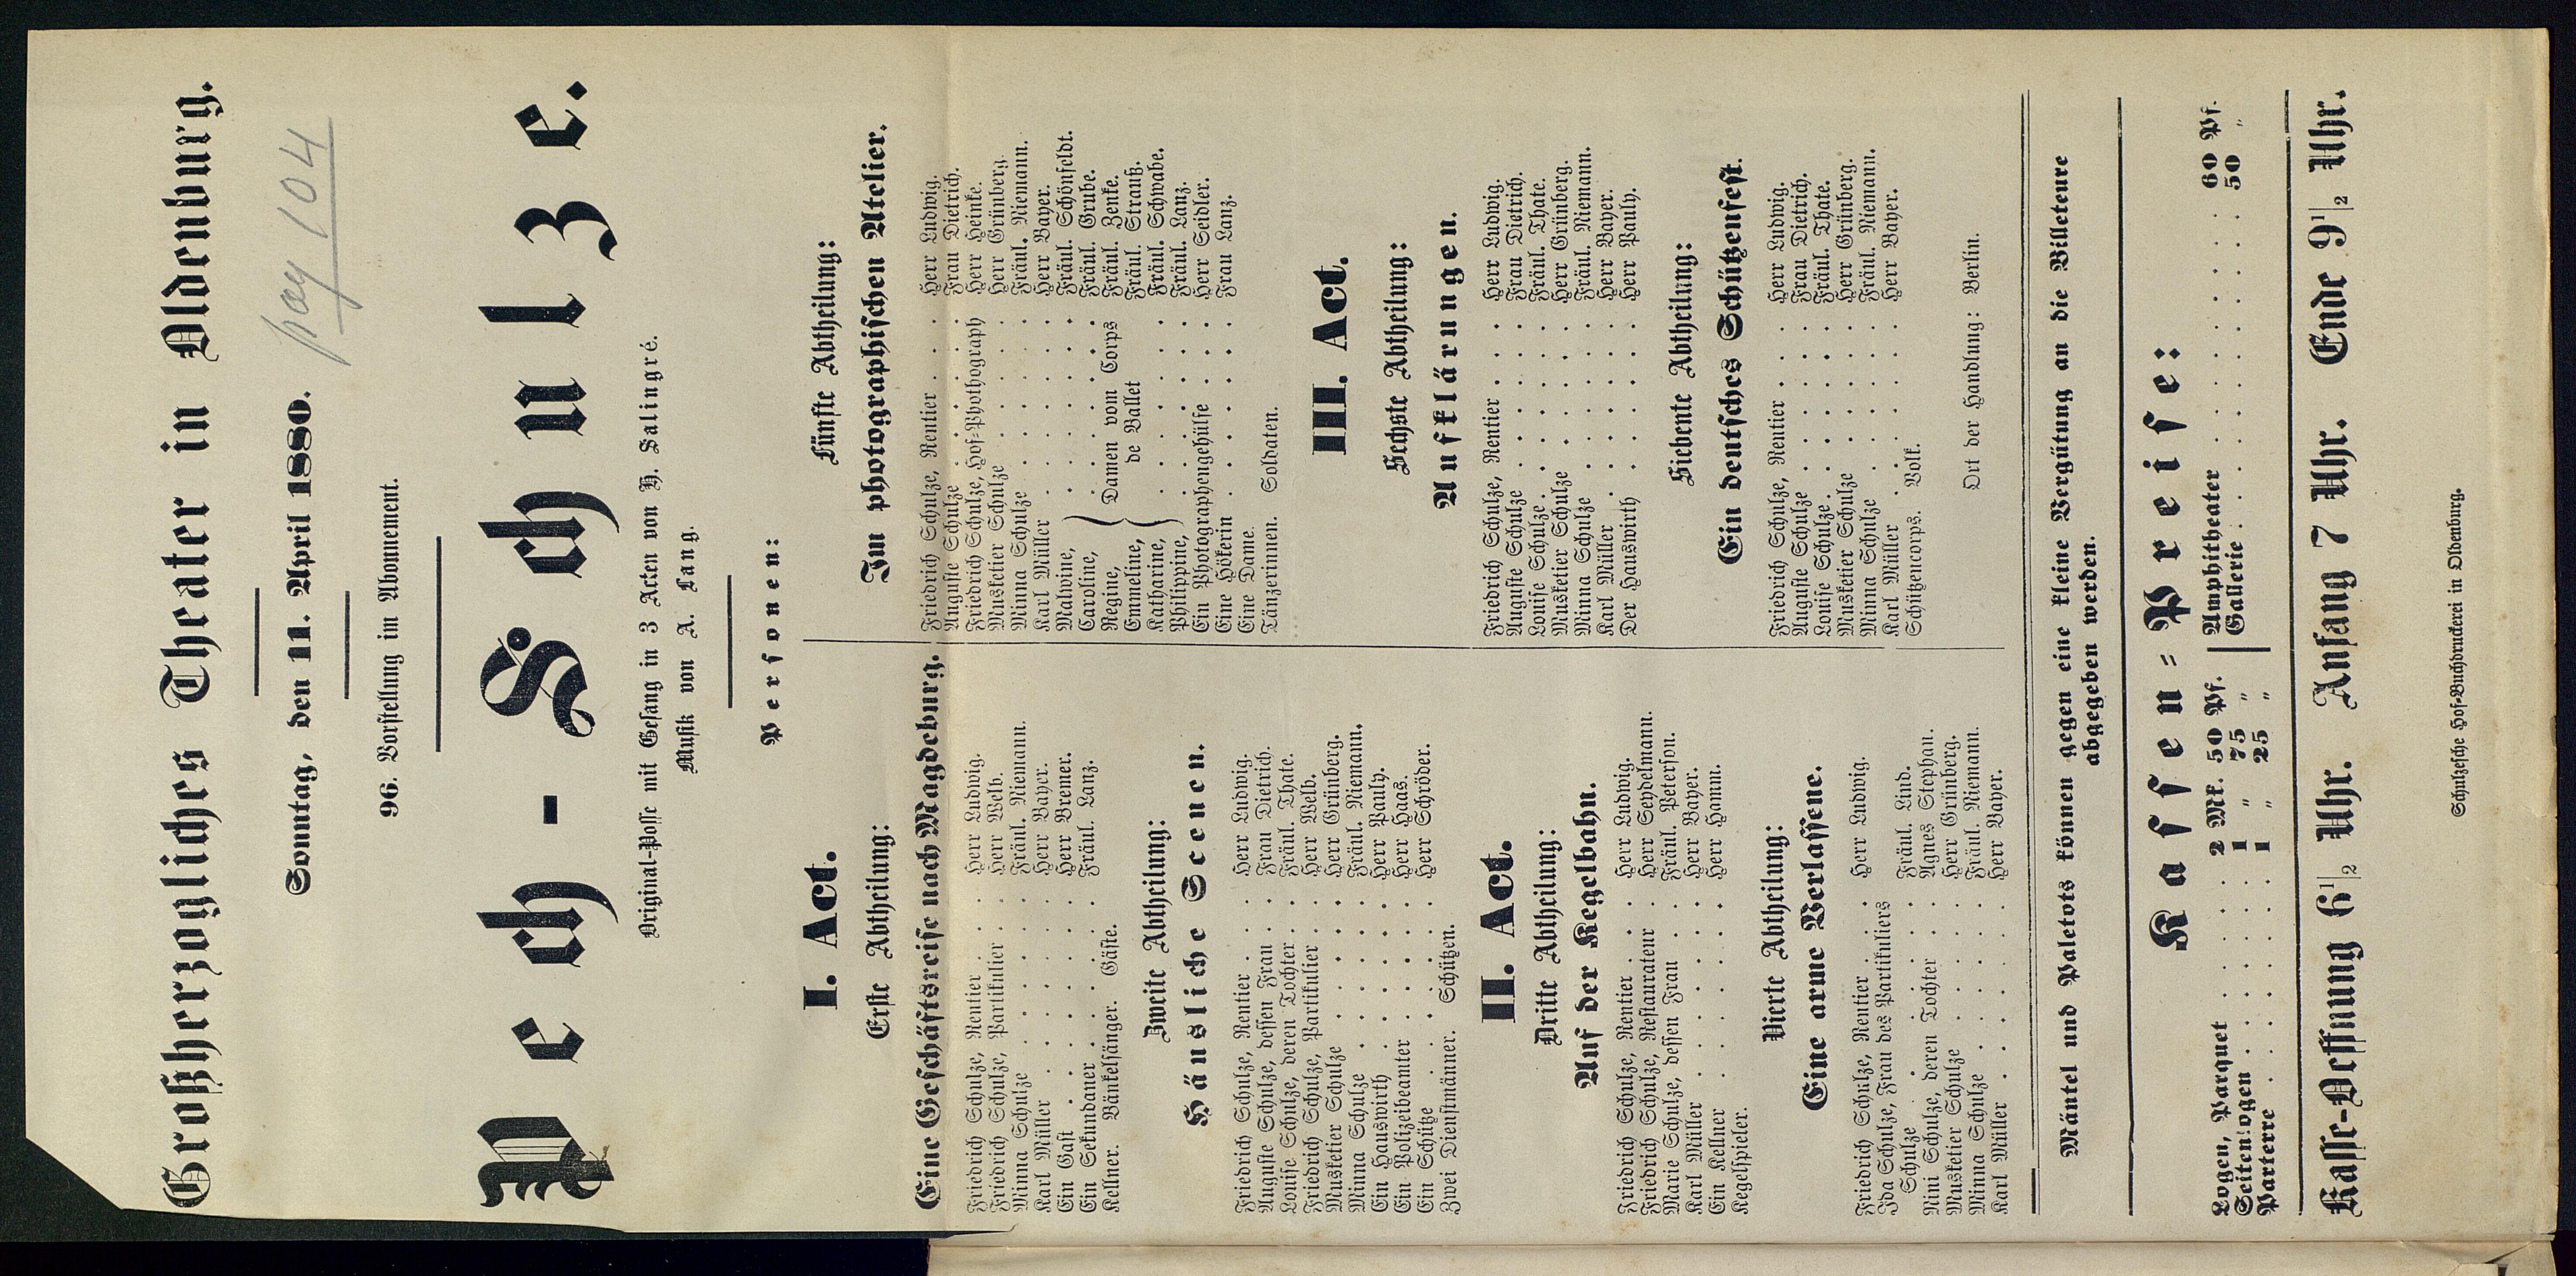 Großherzogliches Theater in Oldenburg.
Sonntag, den 11. April 1880.
pag 104
96. Vorstellung im Abonnement.
Pech-Schulze.
Original-Posse mit Gesang in 3 Acten von H. Salingré.
Musik von A. Lang.
Personen:
I. Act.
Erste Abtheilung:
Eine Geschäftsreise nach Magdeburg.
Friedrich Schulze, Rentier . . . Herr Ludwig.
Friedrich Schulze, Partikulier . . Herr Welb.
Minna Schulze . . . . . . Fräul. Niemann.
Karl Müller . . . . . . . Herr Bayer.
Ein Gast . . . . . . . . Herr Bremer.
Ein Sekundaner . . . . . . Fräul. Lanz.
Kellner. Bänkelsänger. Gäste.
Zweite Abtheilung:
Häusliche Scenen.
Friedrich Schulze, Rentier . . . Herr Ludwig.
Auguste Schulze, dessen Frau . . Frau Dietrich.
Louise Schulze, deren Tochter . . Fräul. Thate.
Friedrich Schulze, Partikulier . . Herr Welb.
Musketier Schulze . . . . . Herr Grünberg.
Minna Schulze . . . . . . Fräul. Niemann.
Ein Hauswirth . . . . . . Herr Pauly.
Ein Polizeibeamter . . . . . Herr Haas.
Ein Schütze . . . . . . . Herr Schröder.
Zwei Dienstmänner. Schützen.
II. Act.
Dritte Abtheilung:
Auf der Kegelbahn.
Friedrich Schulze, Rentier . . . Herr Ludwig.
Friedrich Schulze, Restaurateur . Herr Seydelmann.
Marie Schulze, dessen Frau . . Fräul. Peterson.
Karl Müller . . . . . . . Herr Bayer.
Ein Kellner . . . . . . . Herr Hamm.
Kegelspieler.
Vierte Abtheilung:
Eine arme Verlassene.
Friedrich Schulze, Rentier . . . Herr Ludwig.
Ida Schulze, Frau des Partikuliers
Schulze . . . . . . . Fräul. Lind.
Nini Schulze, deren Tochter . . Agnes Stephan.
Musketier Schulze . . . . . Herr Grünberg.
Minna Schulze . . . . . . Fräul. Niemann.
Karl Müller . . . . . . . Herr Bayer.
Fünfte Abtheilung:
Im photographischen Atelier.
Friedrich Schulze, Rentier . . . Herr Ludwig.
Auguste Schulze . . . . . Frau Dietrich.
Friedrich Schulze, Hof-Phothograph Herr Heinke.
Musketier Schulze . . . . . Herr Grünberg.
Minna Schulze . . . . . . Fräul. Niemann.
Karl Müller . . . . . . . Herr Bayer.
Malvine, . . . . . . Fräul. Schönfeldt.
Caroline, . . . . . . Fräul. Grube.
Regine, Damen vom Corps Fräul. Zenke.
Emmeline, de Ballet . Fräul. Strauß.
Katharine, . . . . . . Fräul. Schwabe.
Philippine, . . . . . . Fräul. Lanz.
Ein Photographengehülfe . . . Herr Seidler.
Eine Hökerin . . . . . . Frau Lanz.
Eine Dame.
Tänzerinnen. Soldaten.
III. Act.
Sechste Abtheilung:
Aufklärungen.
Friedrich Schulze, Rentier . . . Herr Ludwig.
Auguste Schulze . . . . . Frau Dietrich.
Louise Schulze . . . . . . Fräul. Thate.
Musketier Schulze . . . . . Herr Grünberg.
Minna Schulze . . . . . . Fräul. Niemann.
Karl Müller . . . . . . . Herr Bayer.
Der Hauswirth . . . . . . Herr Pauly.
Siebente Abtheilung:
Ein deutsches Schützenfest.
Friedrich Schulze, Rentier . . . Herr Ludwig.
Auguste Schulze . . . . . Frau Dietrich.
Louise Schulze . . . . . . Fräul. Thate.
Musketier Schulze . . . . . Herr Grünberg.
Minna Schulze . . . . . . Fräul. Niemann.
Karl Müller . . . . . . . Herr Bayer.
Schützencorps. Volk.
Ort der Handlung: Berlin.
Mäntel und Paletots können gegen eine kleine Vergütung an die Billeteure
abgegeben werden.
Kassen-Preise:
Logen, Parquet . . . . 2 Mk. 50 Pf.
Seitenlogen . . . . . 1 " 75 "
Parterre . . . . . . 1 " 25 "
Amphitheater . . . . . . . . 60 Pf.
Gallerie . . . . . . . . . 50 "
Kasse-Oeffnung 6½ Uhr. Anfang 7 Uhr. Ende 9½ Uhr.
Schulzesche Hof-Buchdruckerei in Oldenburg.